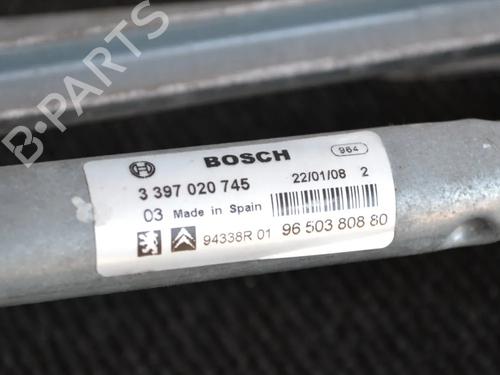 BOSCH
984
3 397 020 745
22/01/08 2
03 Made in Spain
94338R 01
96 503 808 80
B-PARTS